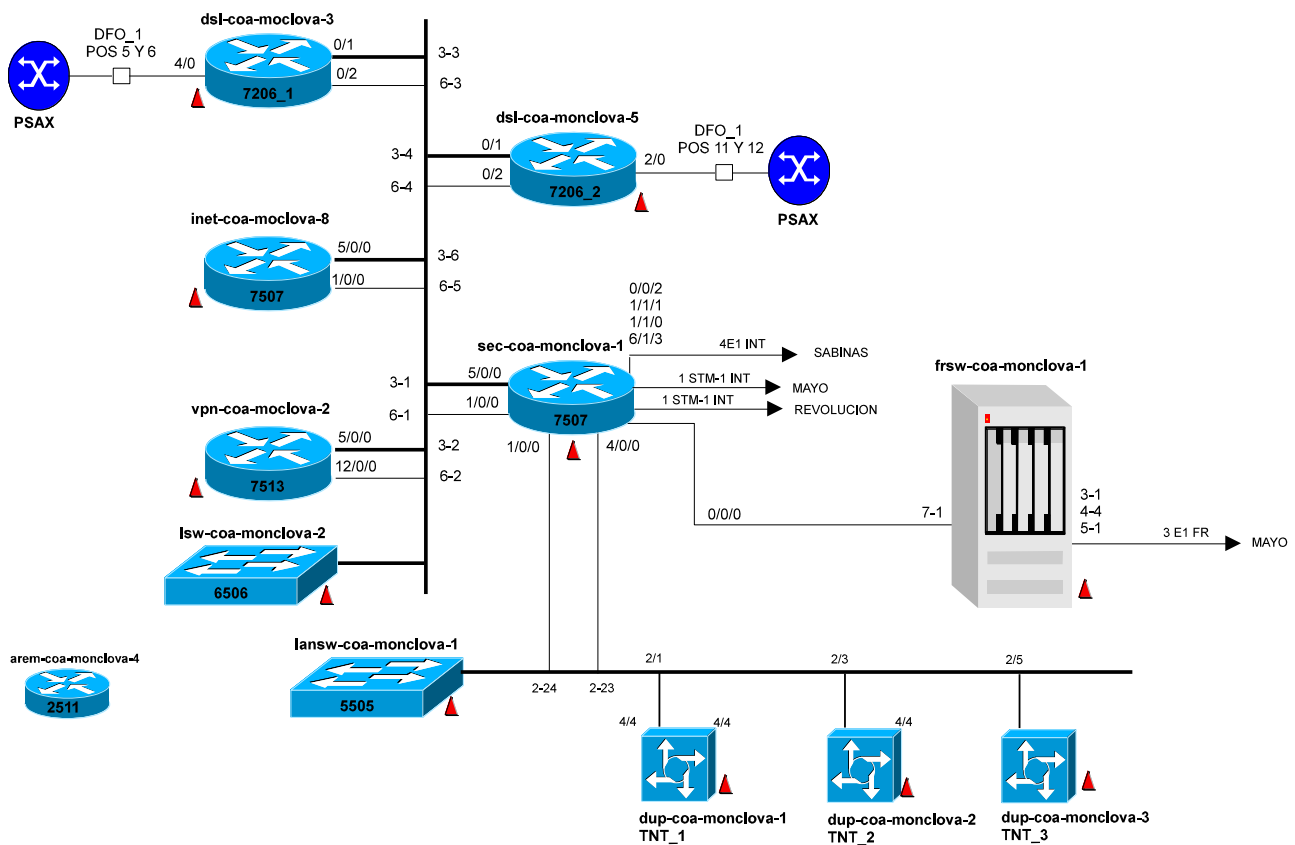 dsl-coa-moclova-3
DFO_1
POS 5 Y 6
4/0
0/1
0/2
3-3
6-3
7206_1
PSAX
dsl-coa-monclova-5
DFO_1
POS 11 Y 12
3-4
0/1
2/0
6-4
0/2
7206_2
PSAX
inet-coa-moclova-8
5/0/0
3-6
1/0/0
6-5
7507
0/0/2
1/1/1
1/1/0
6/1/3
sec-coa-monclova-1
4E1 INT
SABINAS
3-1
5/0/0
1 STM-1 INT
MAYO
6-1
1/0/0
1 STM-1 INT
REVOLUCION
7507
1/0/0
4/0/0
frsw-coa-monclova-1
vpn-coa-moclova-2
5/0/0
3-2
12/0/0
6-2
7513
0/0/0
7-1
3-1
4-4
5-1
3 E1 FR
MAYO
lsw-coa-monclova-2
6506
arem-coa-monclova-4
2511
lansw-coa-monclova-1
5505
2-24
2-23
2/1
2/3
2/5
4/4
4/4
4/4
dup-coa-monclova-1
TNT_1
dup-coa-monclova-2
TNT_2
dup-coa-monclova-3
TNT_3